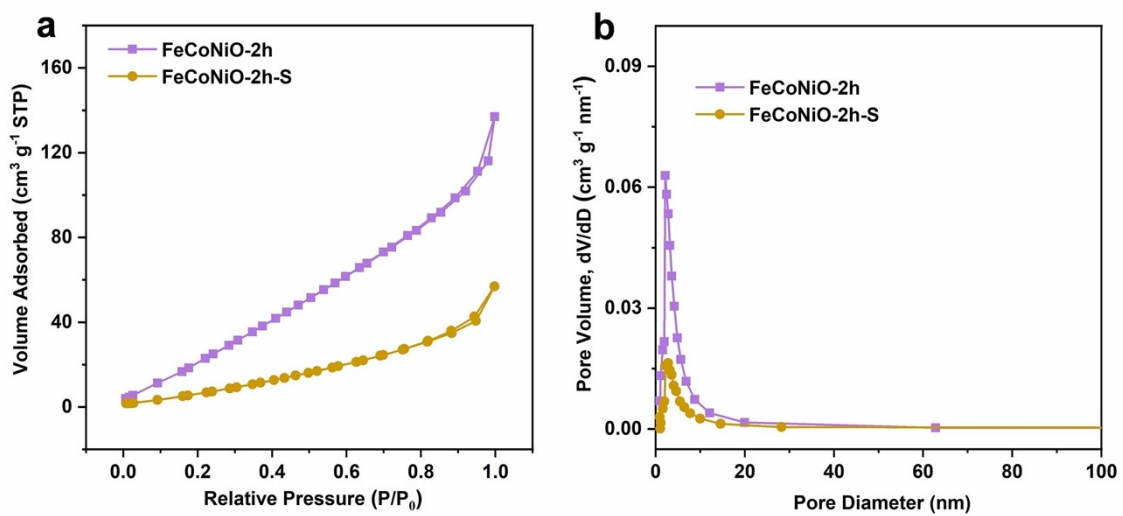 a
FeCoNiO-2h
FeCoNiO-2h-S
Volume Adsorbed (cm³ g⁻¹ STP)
160
120
80
40
0
0.0 0.2 0.4 0.6 0.8 1.0
Relative Pressure (P/P₀)
b
FeCoNiO-2h
FeCoNiO-2h-S
Pore Volume, dV/dD (cm³ g⁻¹ nm⁻¹)
0.09
0.06
0.03
0.00
0 20 40 60 80 100
Pore Diameter (nm)